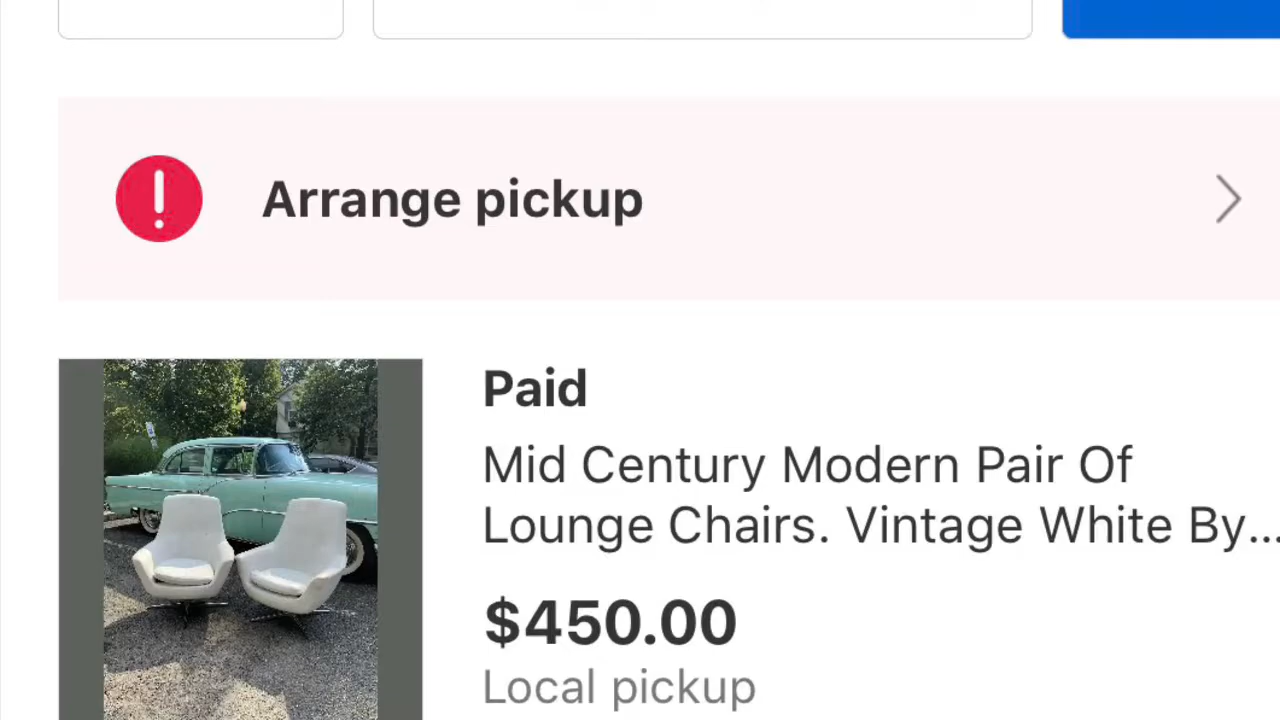 Arrange pickup
Paid
Mid Century Modern Pair Of
Lounge Chairs. Vintage White By...
$450.00
Local pickup